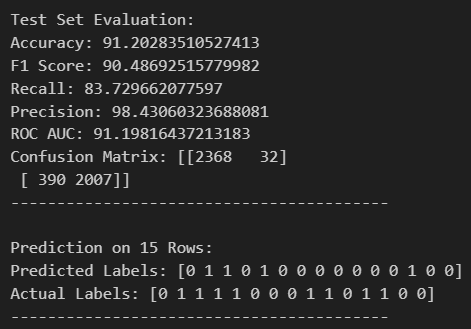 Test Set Evaluation:
Accuracy: 91.20283510527413
F1 Score: 90.48692515779982
Recall: 83.729662077597
Precision: 98.43060323688081
ROC AUC: 91.19816437213183
Confusion Matrix: [[2368   32]
 [ 390 2007]]
-----------------------------------------
Prediction on 15 Rows:
Predicted Labels: [0 1 1 0 1 0 0 0 0 0 0 0 1 0 0]
Actual Labels: [0 1 1 1 1 0 0 0 1 1 0 1 1 0 0]
-----------------------------------------